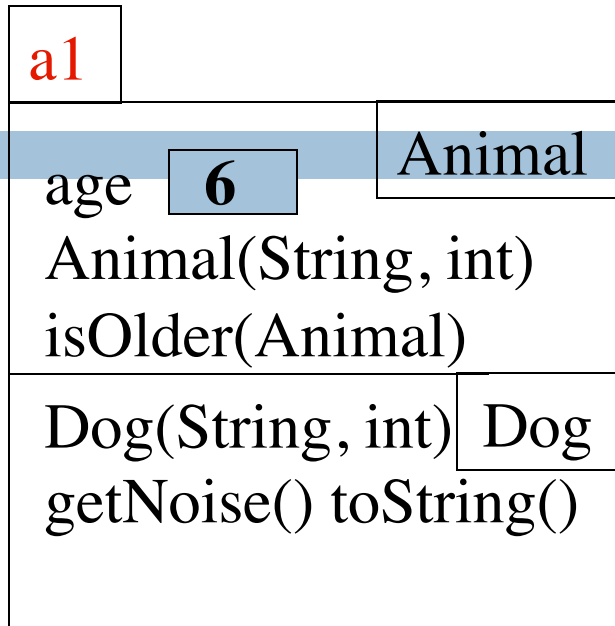 a1
Animal
age 6
Animal(String, int)
isOlder(Animal)
Dog(String, int) Dog
getNoise() toString()